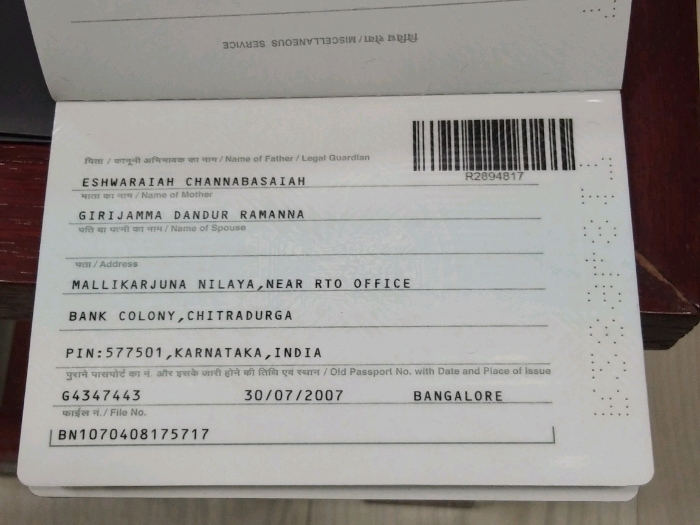 विविध सेवा / MISCELLANEOUS SERVICE
पिता / कानूनी अभिभावक का नाम / Name of Father / Legal Guardian
R2894817
ESHWARAIAH CHANNABASAIAH
माता का नाम / Name of Mother
GIRIJAMMA DANDUR RAMANNA
पति या पत्नी का नाम / Name of Spouse
पता / Address
MALLIKARJUNA NILAYA,NEAR RTO OFFICE
BANK COLONY,CHITRADURGA
PIN:577501,KARNATAKA,INDIA
पुराने पासपोर्ट का नं. और इसके जारी होने की तिथि एवं स्थान / Old Passport No. with Date and Place of Issue
G4347443 30/07/2007 BANGALORE
फाईल नं./ File No.
BN1070408175717